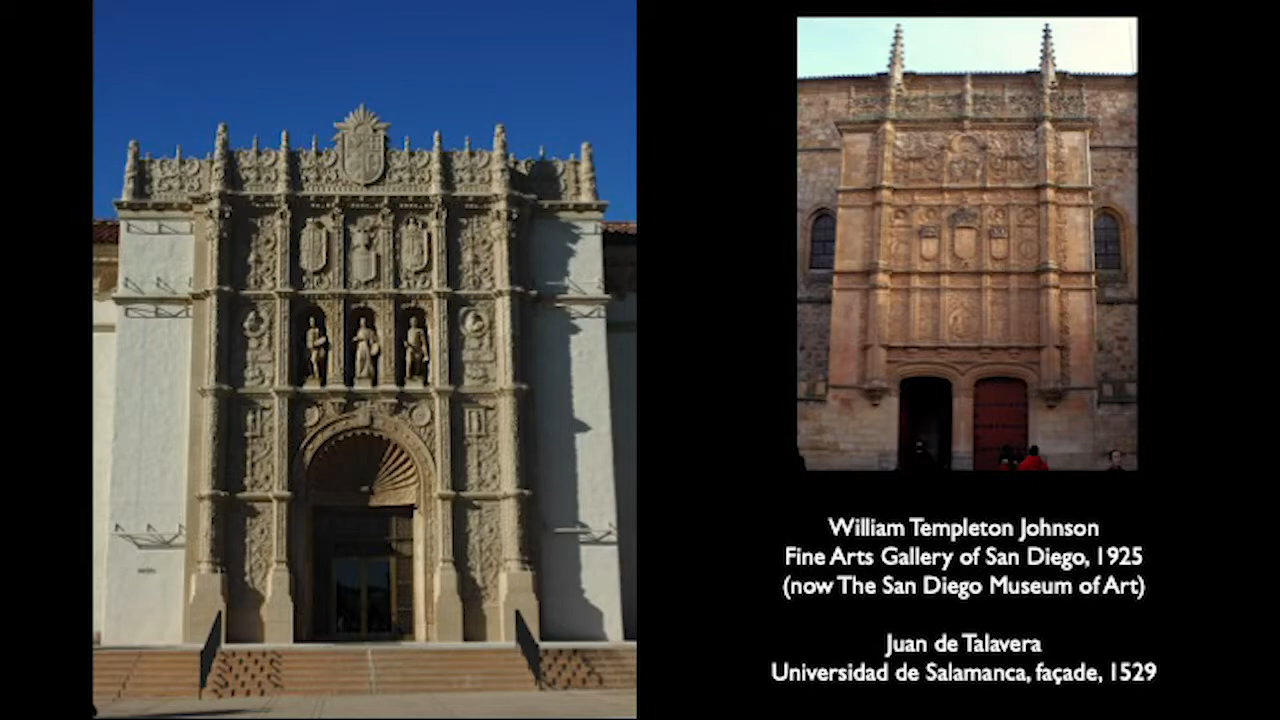 William Templeton Johnson
Fine Arts Gallery of San Diego, 1925
(now The San Diego Museum of Art)
Juan de Talavera
Universidad de Salamanca, façade, 1529